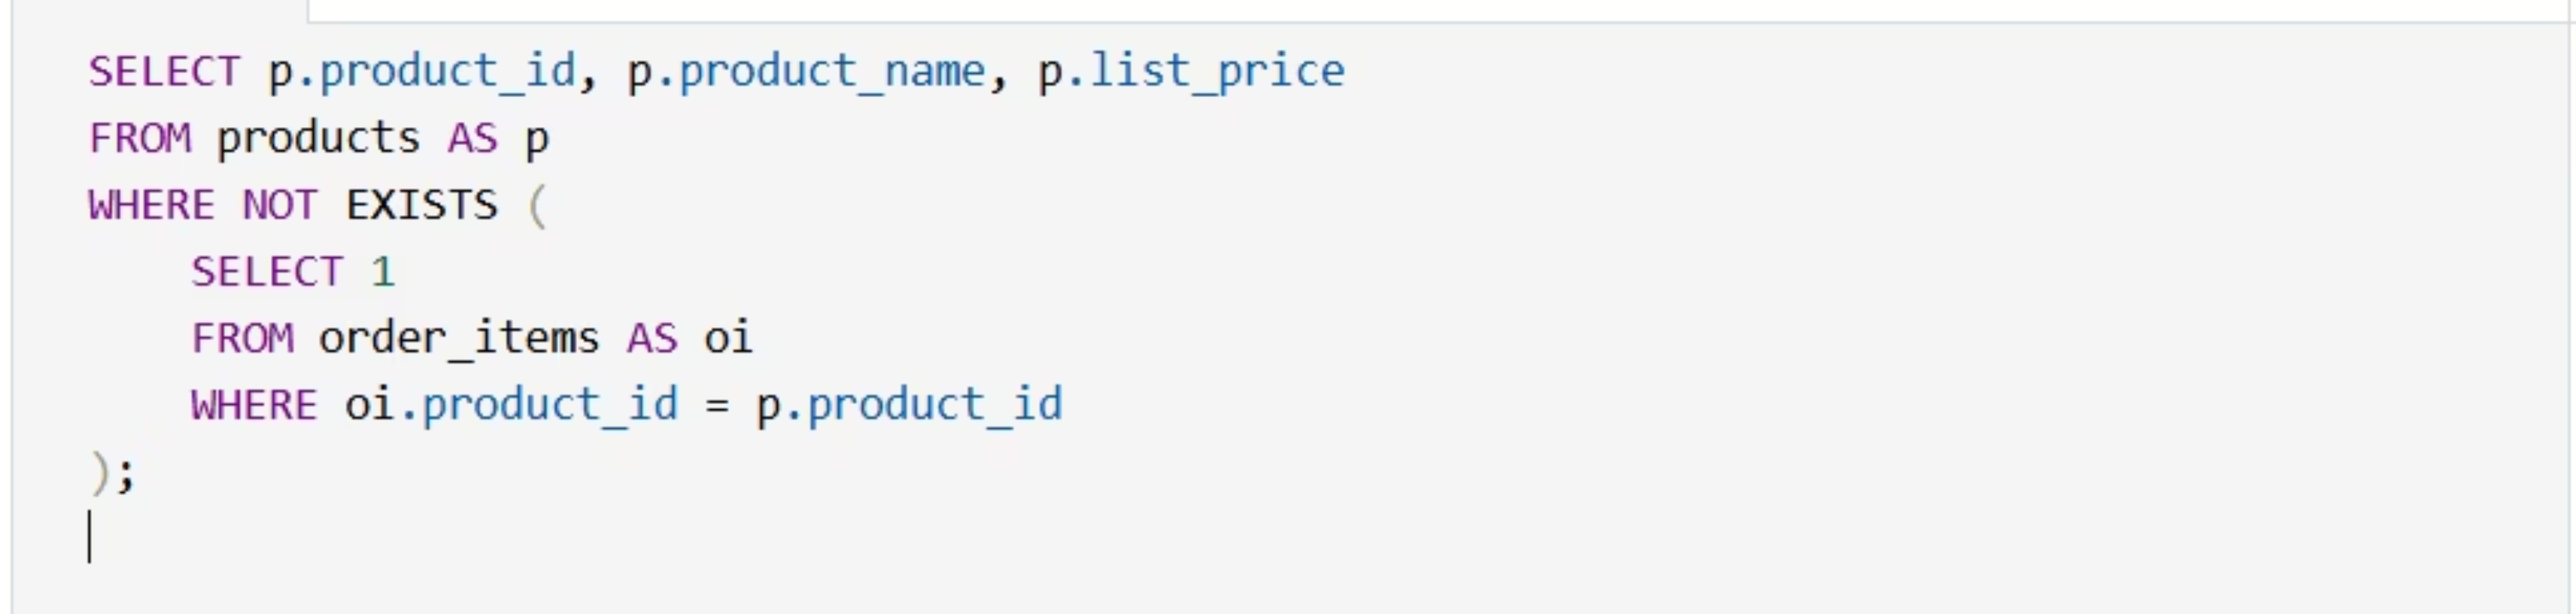 SELECT p.product_id, p.product_name, p.list_price
FROM products AS p
WHERE NOT EXISTS (
    SELECT 1
    FROM order_items AS oi
    WHERE oi.product_id = p.product_id
);